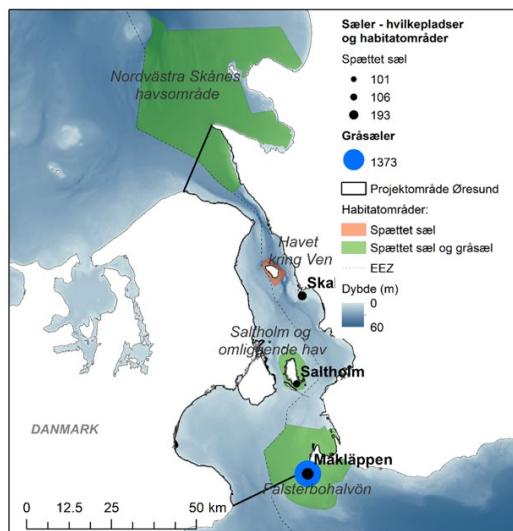 Sæler - hvilkepladser
og habitatområder
Spættet sæl
101
106
193
Gråsæler
1373
Projektområde Øresund
Habitatområder:
Spættet sæl
Spættet sæl og gråsæl
EEZ
Dybde (m)
0
60
Nordvästra Skånes
havsområde
Havet
kring Ven
Skal
Saltholm og
omliggende hav
Saltholm
DANMARK
Måkläppen
Falsterbohalvön
0 12.5 25 50 km